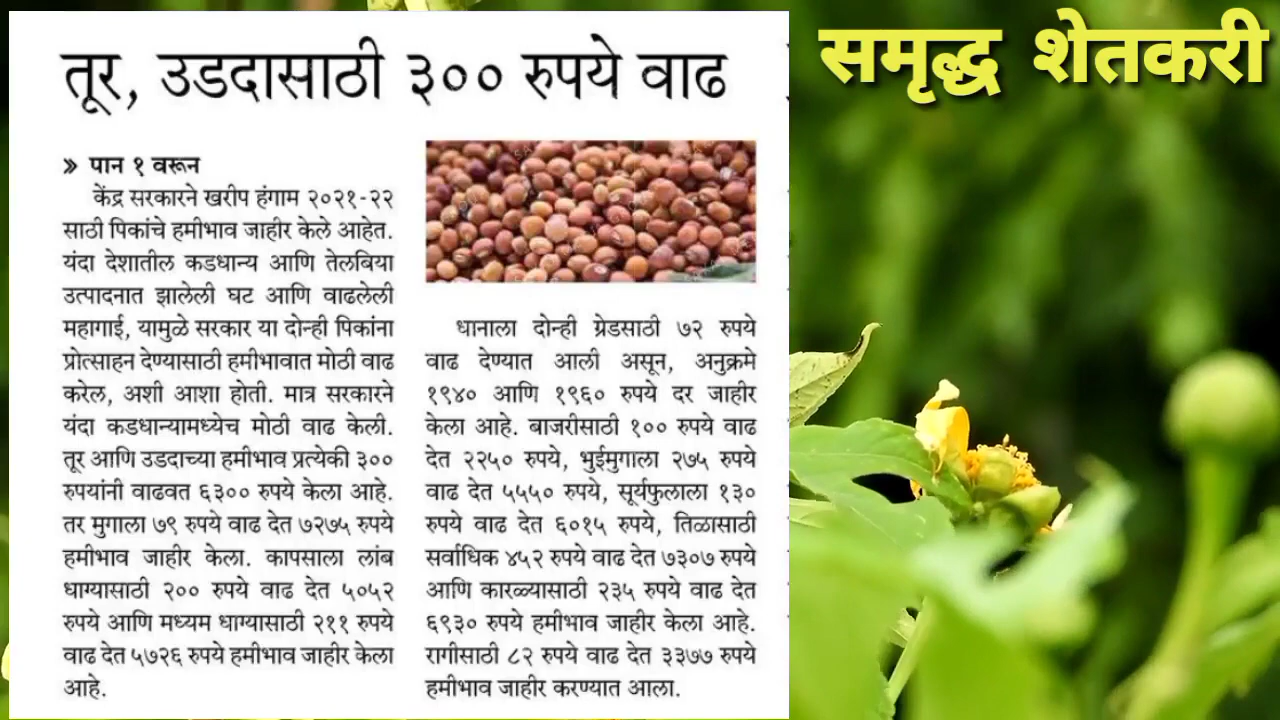 तूर, उडदासाठी ३०० रुपये वाढ
समृद्ध शेतकरी
» पान १ वरून
केंद्र सरकारने खरीप हंगाम २०२१-२२
साठी पिकांचे हमीभाव जाहीर केले आहेत.
यंदा देशातील कडधान्य आणि तेलबिया
उत्पादनात झालेली घट आणि वाढलेली
महागाई, यामुळे सरकार या दोन्ही पिकांना
प्रोत्साहन देण्यासाठी हमीभावात मोठी वाढ
करेल, अशी आशा होती. मात्र सरकारने
यंदा कडधान्यामध्येच मोठी वाढ केली.
तूर आणि उडदाच्या हमीभाव प्रत्येकी ३००
रुपयांनी वाढवत ६३०० रुपये केला आहे.
तर मुगाला ७९ रुपये वाढ देत ७२७५ रुपये
हमीभाव जाहीर केला. कापसाला लांब
धाग्यासाठी २०० रुपये वाढ देत ५०५२
रुपये आणि मध्यम धाग्यासाठी २११ रुपये
वाढ देत ५७२६ रुपये हमीभाव जाहीर केला
आहे.
धानाला दोन्ही ग्रेडसाठी ७२ रुपये
वाढ देण्यात आली असून, अनुक्रमे
१९४० आणि १९६० रुपये दर जाहीर
केला आहे. बाजरीसाठी १०० रुपये वाढ
देत २२५० रुपये, भुईमुगाला २७५ रुपये
वाढ देत ५५५० रुपये, सूर्यफुलाला १३०
रुपये वाढ देत ६०१५ रुपये, तिळासाठी
सर्वाधिक ४५२ रुपये वाढ देत ७३०७ रुपये
आणि कारळ्यासाठी २३५ रुपये वाढ देत
६९३० रुपये हमीभाव जाहीर केला आहे.
रागीसाठी ८२ रुपये वाढ देत ३३७७ रुपये
हमीभाव जाहीर करण्यात आला.